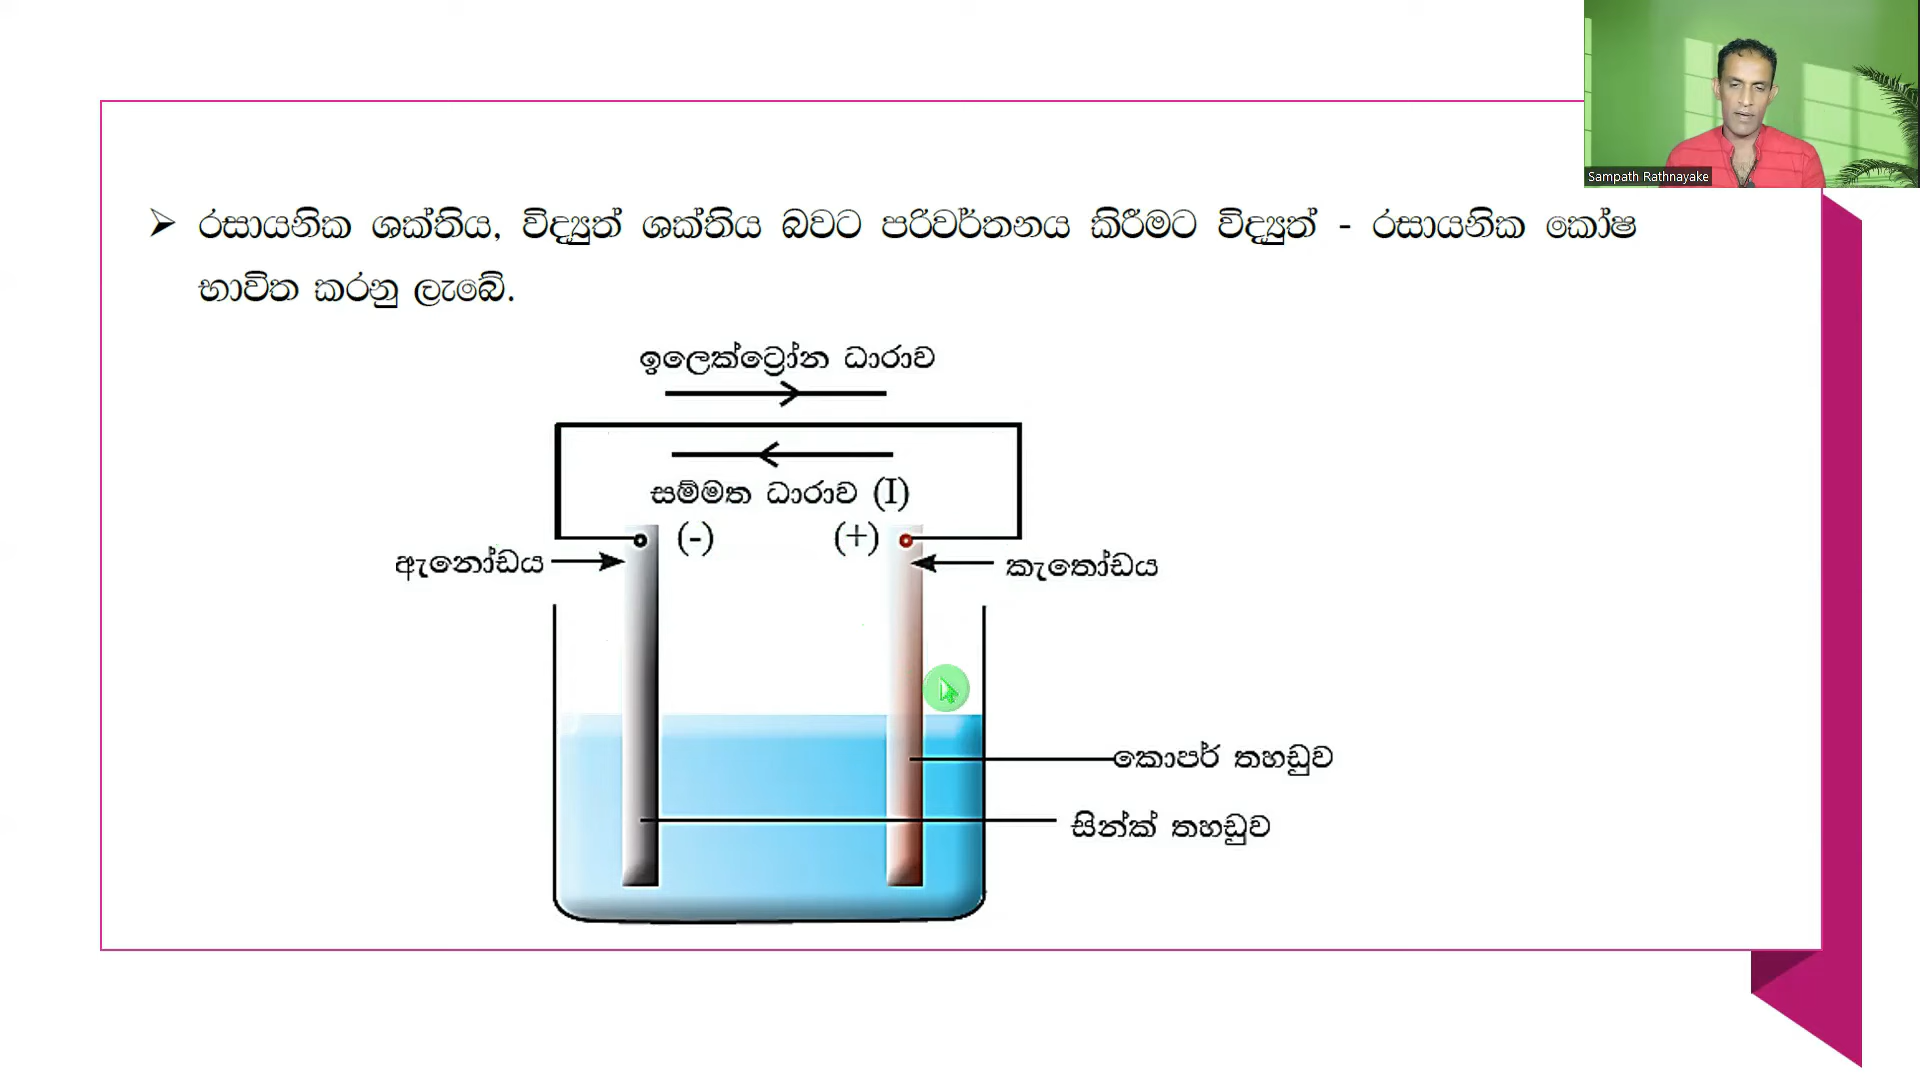 Sampath Rathnayake
➤ රසායනික ශක්තිය, විද්‍යුත් ශක්තිය බවට පරිවර්තනය කිරීමට විද්‍යුත් - රසායනික කෝෂ
භාවිත කරනු ලැබේ.
ඉලෙක්ට්‍රෝන ධාරාව
සම්මත ධාරාව (I)
(-) (+)
ඇනෝඩය
කැතෝඩය
කොපර් තහඩුව
සින්ක් තහඩුව